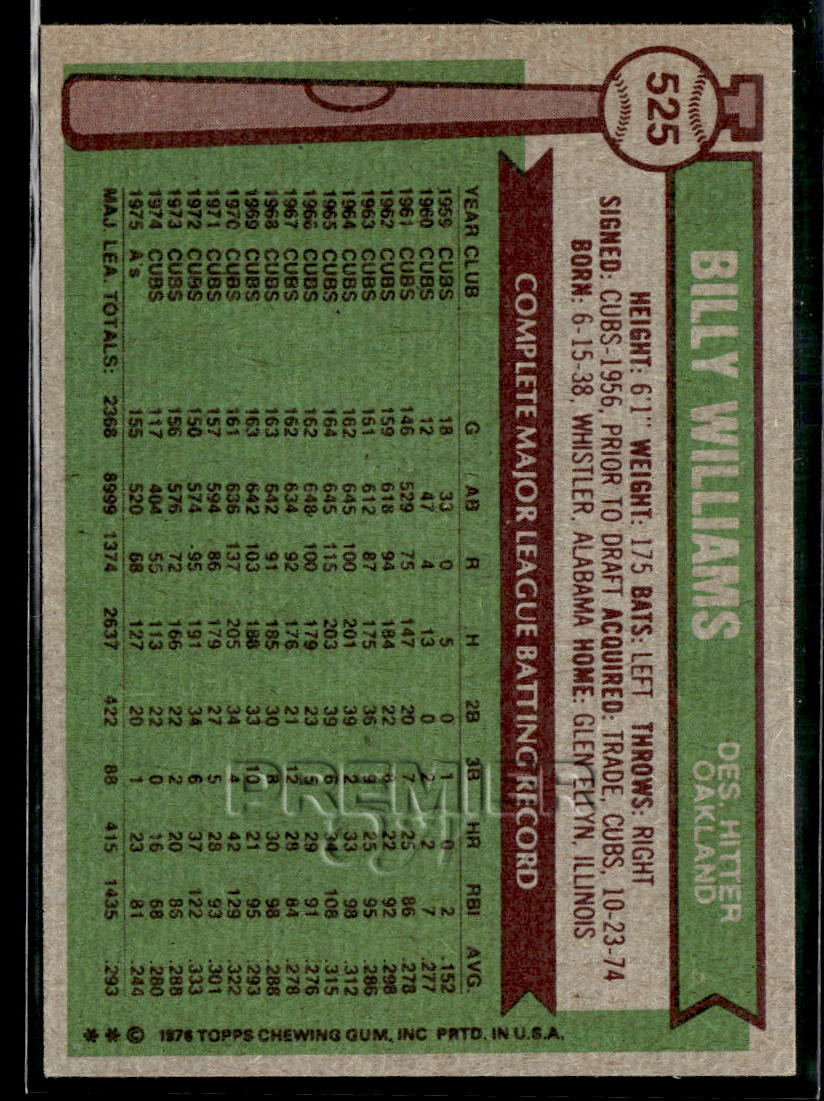 525
BILLY WILLIAMS
DES. HITTER
OAKLAND
HEIGHT: 6'1" WEIGHT: 175 BATS: LEFT THROWS: RIGHT
SIGNED: CUBS-1956, PRIOR TO DRAFT ACQUIRED: TRADE, CUBS, 10-23-74
BORN: 6-15-38, WHISTLER, ALABAMA HOME: GLEN ELLYN, ILLINOIS
COMPLETE MAJOR LEAGUE BATTING RECORD
YEAR CLUB G AB R H 2B 3B HR RBI AVG.
1959 CUBS 18 33 0 5 0 1 0 2 .152
1960 CUBS 12 47 4 13 0 2 2 7 .277
1961 CUBS 146 529 75 147 20 7 25 86 .278
1962 CUBS 159 618 94 184 22 8 22 92 .298
1963 CUBS 161 612 87 175 36 9 25 95 .286
1964 CUBS 162 645 100 201 39 2 33 98 .312
1965 CUBS 164 645 115 203 39 6 34 108 .315
1966 CUBS 162 648 100 179 23 5 29 91 .276
1967 CUBS 162 634 92 176 21 12 28 84 .278
1968 CUBS 163 642 91 185 30 8 30 98 .288
1969 CUBS 163 642 103 188 33 10 21 95 .293
1970 CUBS 161 636 137 205 34 4 42 129 .322
1971 CUBS 157 594 86 179 27 5 28 93 .301
1972 CUBS 150 574 95 191 34 6 37 122 .333
1973 CUBS 156 576 72 166 22 2 20 86 .288
1974 CUBS 117 404 55 113 22 0 16 68 .280
1975 A's 155 520 68 127 20 1 23 81 .244
MAJ. LEA. TOTALS: 2368 8999 1374 2637 422 88 415 1435 .293
** © 1976 TOPPS CHEWING GUM, INC PRTD. IN U.S.A.
PREMIER